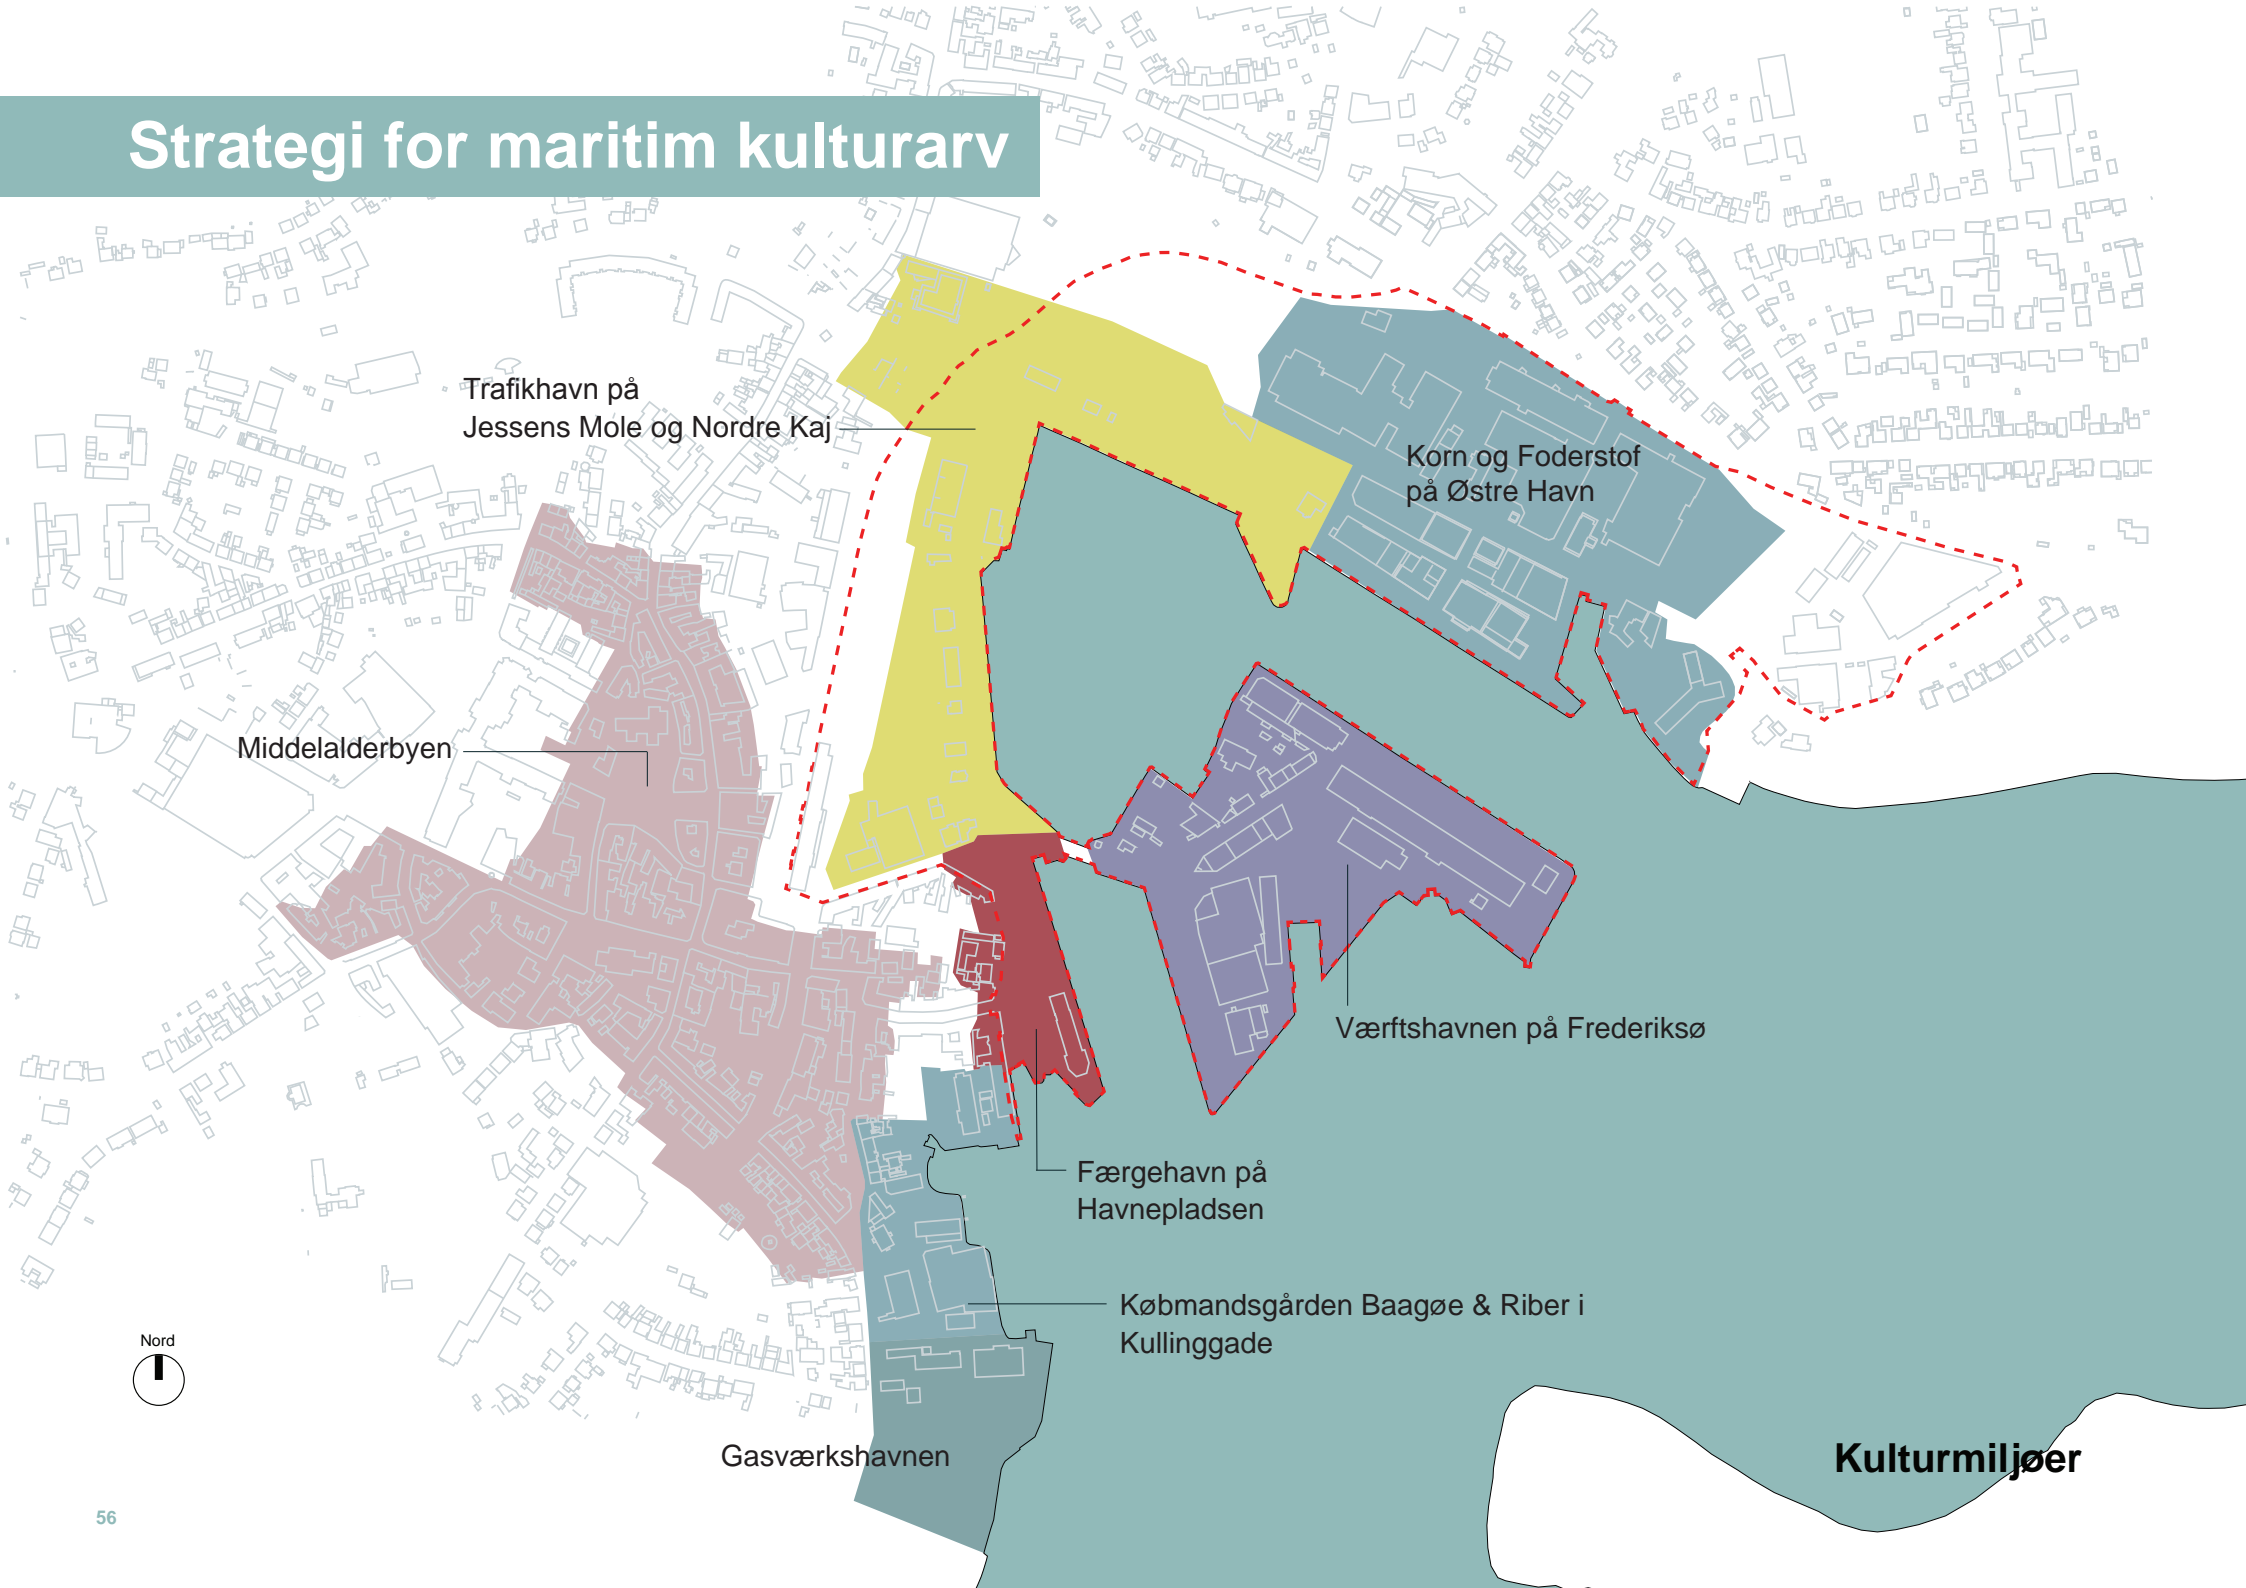 Strategi for maritim kulturarv
Trafikhavn på
Jessens Mole og Nordre Kaj
Korn og Foderstof
på Østre Havn
Middelalderbyen
Værftshavnen på Frederiksø
Færgehavn på
Havnepladsen
Købmandsgården Baagøe & Riber i
Kullinggade
Nord
Gasværkshavnen
Kulturmiljøer
56